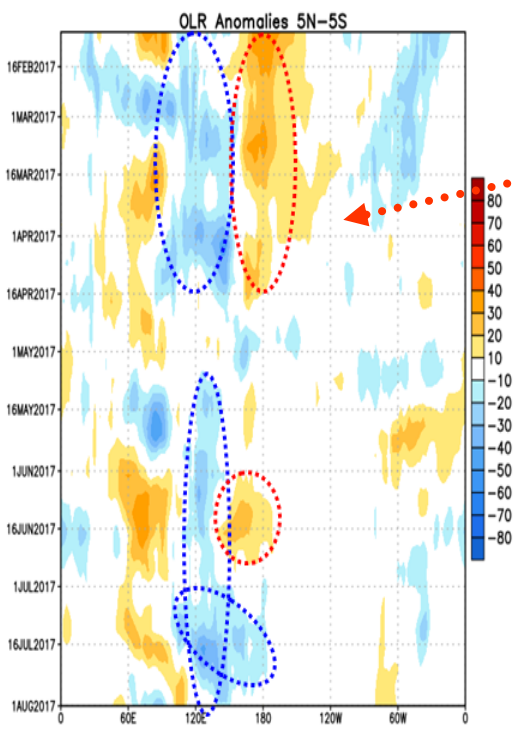 OLR Anomalies 5N-5S
16FEB2017
1MAR2017
16MAR2017
1APR2017
16APR2017
1MAY2017
16MAY2017
1JUN2017
16JUN2017
1JUL2017
16JUL2017
1AUG2017
0 60E 120E 180 120W 60W 0
80
70
60
50
40
30
20
10
-10
-20
-30
-40
-50
-60
-70
-80